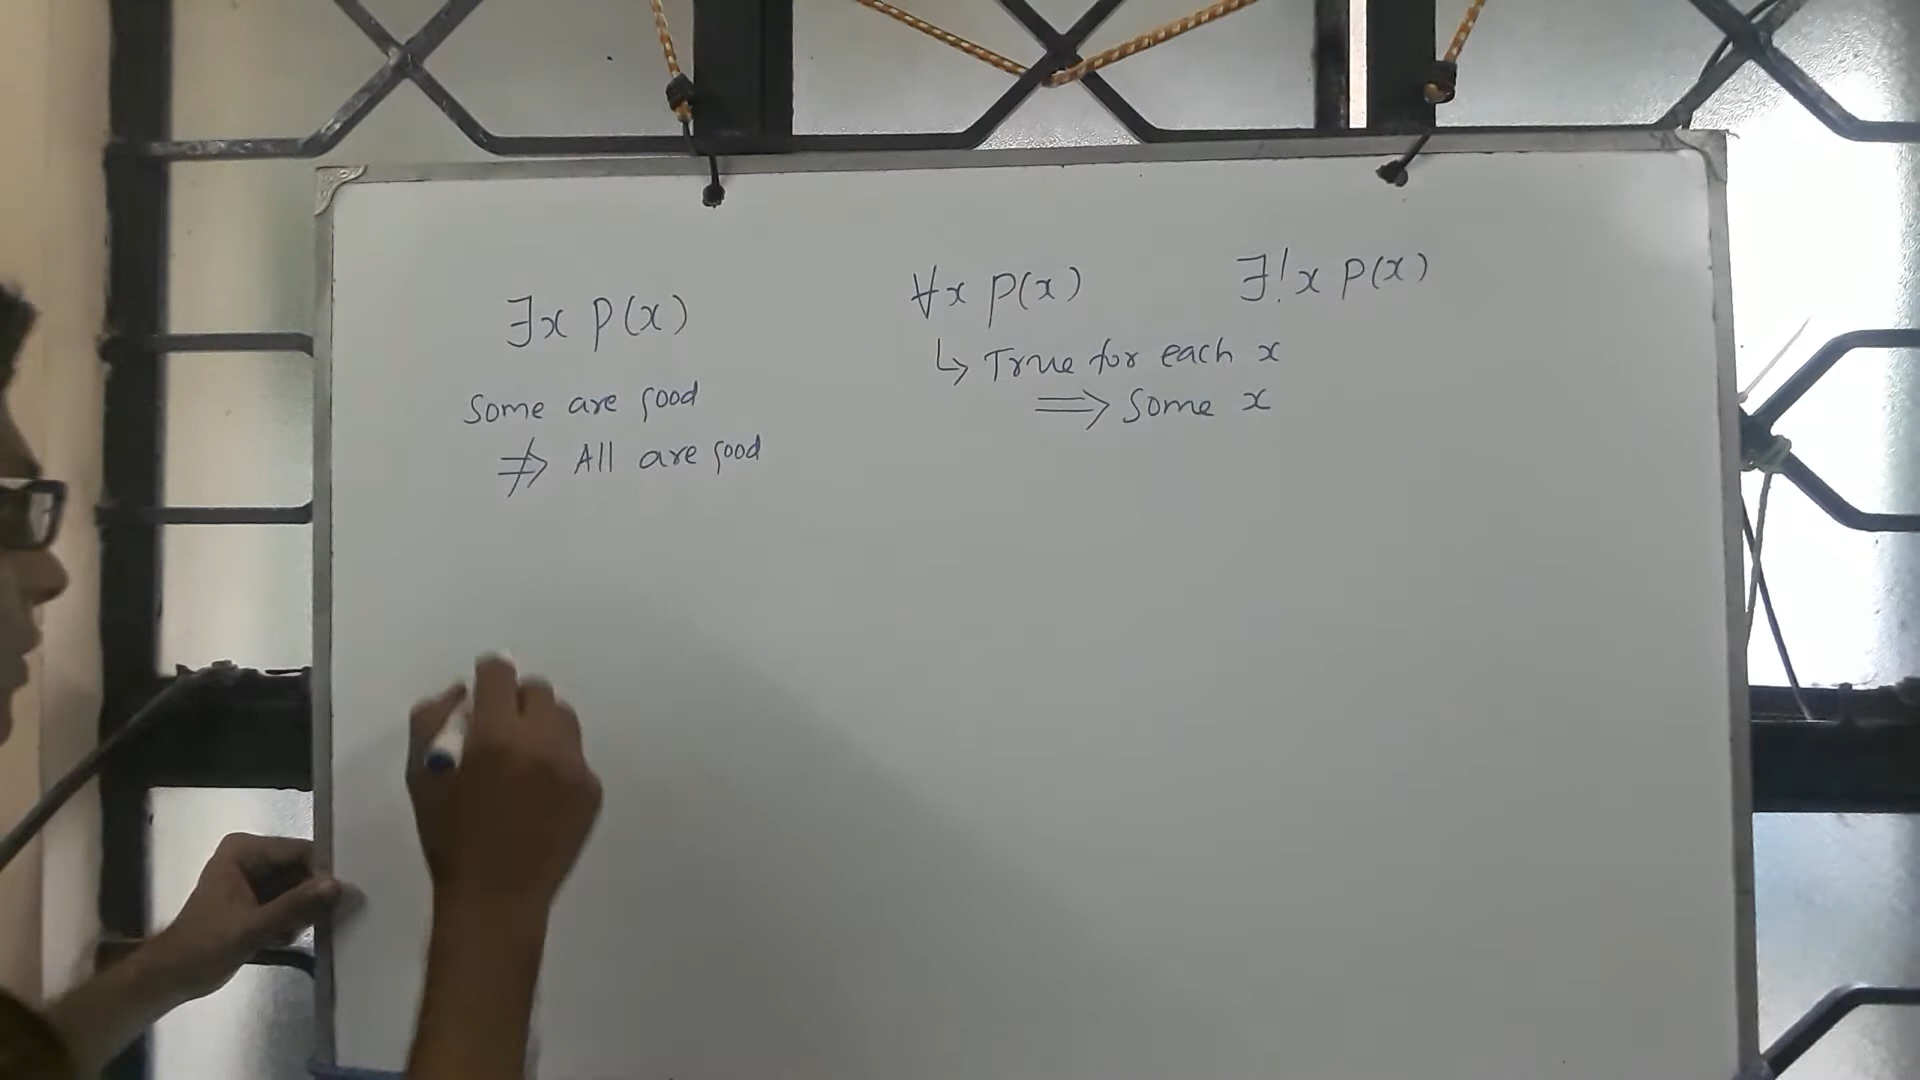 ∃x P(x)
Some are good
⇏ All are good
∀x P(x)
↳ True for each x
⟹ Some x
∃!x P(x)